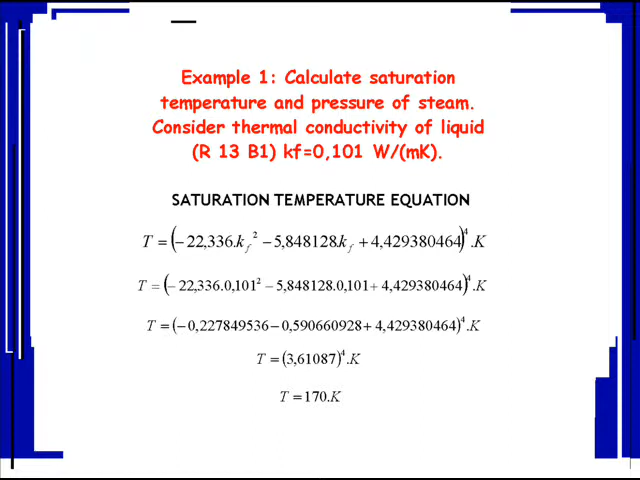 Example 1: Calculate saturation
temperature and pressure of steam.
Consider thermal conductivity of liquid
(R 13 B1) kf=0,101 W/(mK).
SATURATION TEMPERATURE EQUATION
T = (−22,336.k_f² −5,848128.k_f + 4,429380464)⁴.K
T = (−22,336.0,101² −5,848128.0,101+ 4,429380464)⁴.K
T = (−0,227849536−0,590660928+ 4,429380464)⁴.K
T = (3,61087)⁴.K
T = 170.K